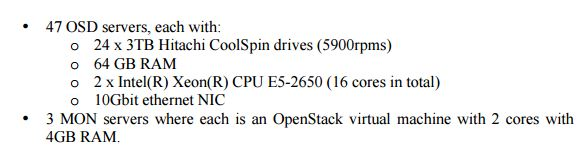 • 47 OSD servers, each with:
o 24 x 3TB Hitachi CoolSpin drives (5900rpms)
o 64 GB RAM
o 2 x Intel(R) Xeon(R) CPU E5-2650 (16 cores in total)
o 10Gbit ethernet NIC
• 3 MON servers where each is an OpenStack virtual machine with 2 cores with
4GB RAM.